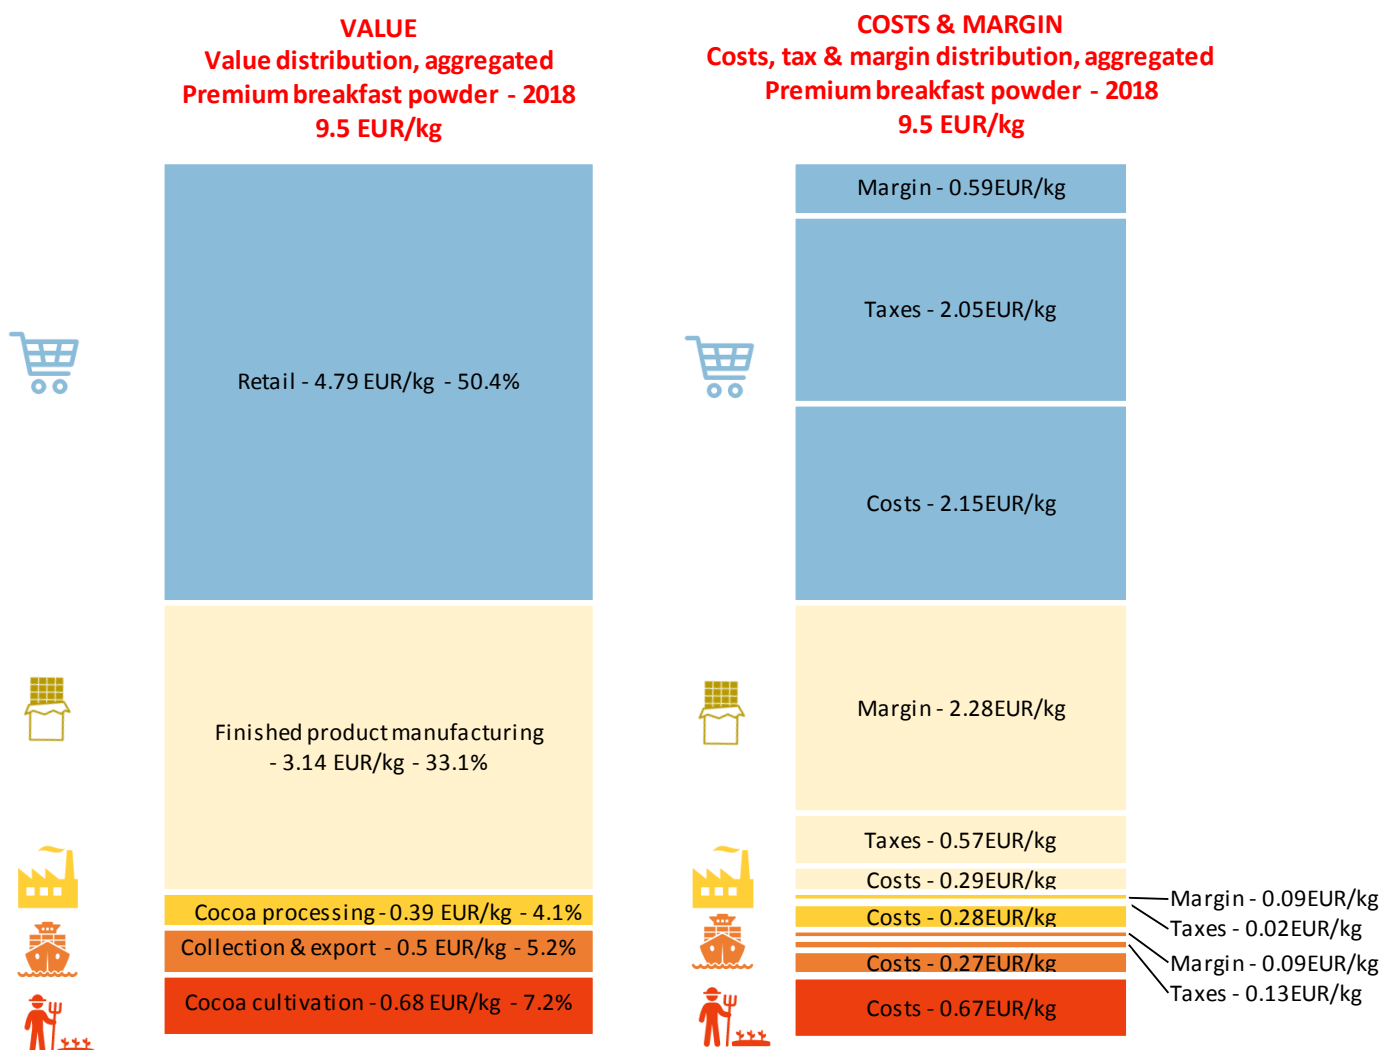 VALUE
Value distribution, aggregated
Premium breakfast powder - 2018
9.5 EUR/kg
Retail - 4.79 EUR/kg - 50.4%
Finished product manufacturing
- 3.14 EUR/kg - 33.1%
Cocoa processing - 0.39 EUR/kg - 4.1%
Collection & export - 0.5 EUR/kg - 5.2%
Cocoa cultivation - 0.68 EUR/kg - 7.2%
COSTS & MARGIN
Costs, tax & margin distribution, aggregated
Premium breakfast powder - 2018
9.5 EUR/kg
Margin - 0.59EUR/kg
Taxes - 2.05EUR/kg
Costs - 2.15EUR/kg
Margin - 2.28EUR/kg
Taxes - 0.57EUR/kg
Costs - 0.29EUR/kg
Margin - 0.09EUR/kg
Taxes - 0.02EUR/kg
Costs - 0.28EUR/kg
Margin - 0.09EUR/kg
Taxes - 0.13EUR/kg
Costs - 0.27EUR/kg
Costs - 0.67EUR/kg